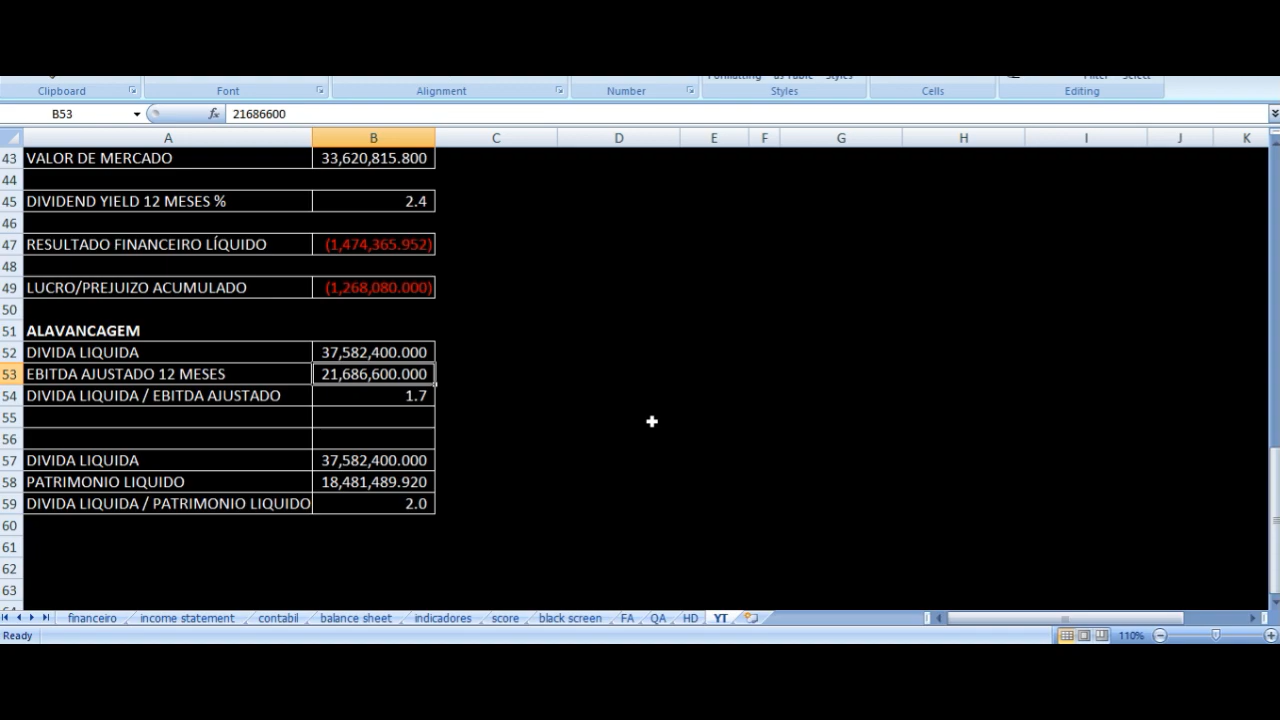 Clipboard Font Alignment Number Styles Cells Editing
B53 fx 21686600
A B C D E F G H I J K
43 VALOR DE MERCADO 33,620,815.800
44
45 DIVIDEND YIELD 12 MESES % 2.4
46
47 RESULTADO FINANCEIRO LÍQUIDO (1,474,365.952)
48
49 LUCRO/PREJUIZO ACUMULADO (1,268,080.000)
50
51 ALAVANCAGEM
52 DIVIDA LIQUIDA 37,582,400.000
53 EBITDA AJUSTADO 12 MESES 21,686,600.000
54 DIVIDA LIQUIDA / EBITDA AJUSTADO 1.7
55
56
57 DIVIDA LIQUIDA 37,582,400.000
58 PATRIMONIO LIQUIDO 18,481,489.920
59 DIVIDA LIQUIDA / PATRIMONIO LIQUIDO 2.0
60
61
62
63
financeiro income statement contabil balance sheet indicadores score black screen FA QA HD YT
Ready 110%